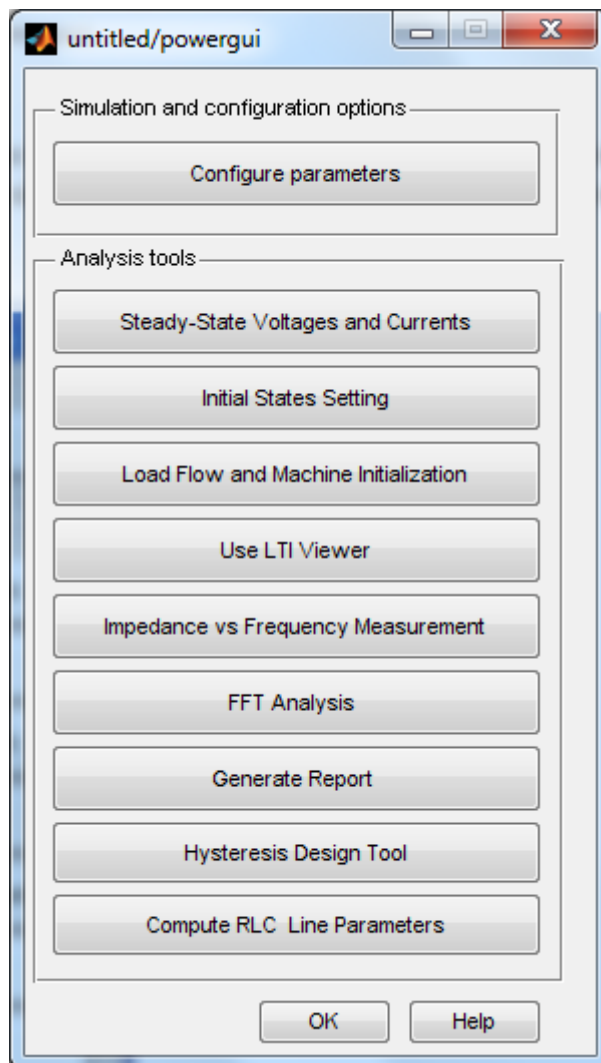 untitled/powergui
Simulation and configuration options
Configure parameters
Analysis tools
Steady-State Voltages and Currents
Initial States Setting
Load Flow and Machine Initialization
Use LTI Viewer
Impedance vs Frequency Measurement
FFT Analysis
Generate Report
Hysteresis Design Tool
Compute RLC Line Parameters
OK Help